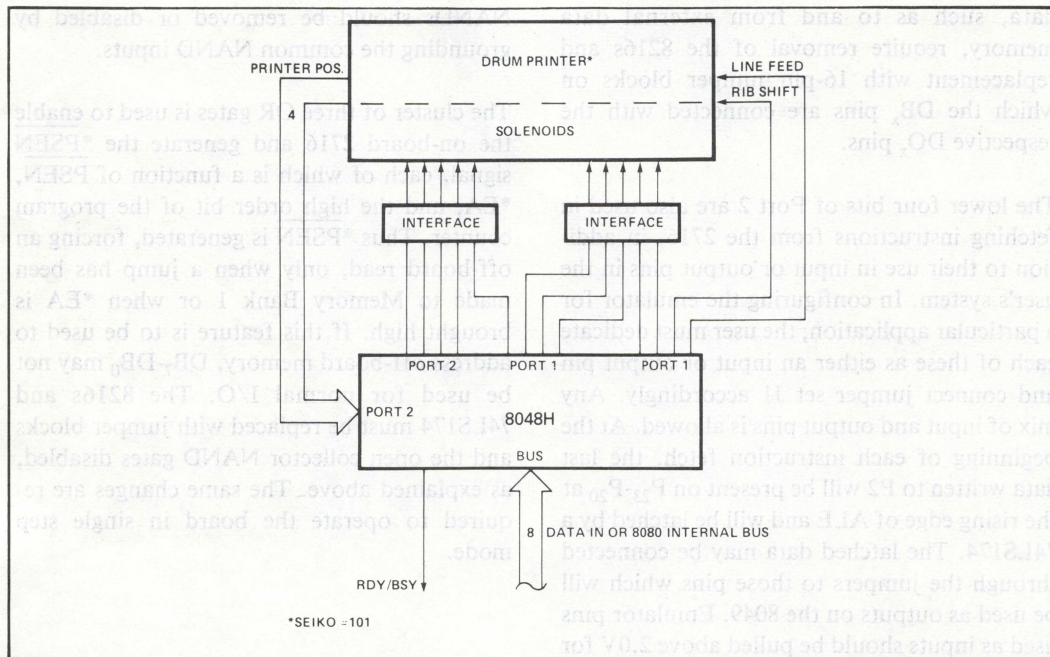 DRUM PRINTER*
PRINTER POS.
LINE FEED
RIB SHIFT
4
SOLENOIDS
INTERFACE
INTERFACE
PORT 2
PORT 1
PORT 1
PORT 2
8048H
BUS
8
DATA IN OR 8080 INTERNAL BUS
RDY/BSY
*SEIKO =101
data, such as to and from external data
memory, require removal of the 8216s and
replacement with 16-pin jumper blocks on
which the DBx pins are connected with the
respective DOx pins.
The lower four bits of Port 2 are also used in
fetching instructions from the 2716, in addi-
tion to their use in input or output pins in the
user's system. In configuring the emulator for
a particular application, the user must dedicate
each of these as either an input or output pin
and connect jumper set J1 accordingly. Any
mix of input and output pins is allowed. At the
beginning of each instruction fetch, the last
data written to P2 will be present on P23-P20 at
the rising edge of ALE and will be latched by a
74LS174. The latched data may be connected
through the jumpers to those pins which will
be used as outputs on the 8049. Emulator pins
used as inputs should be pulled above 2.0V for
NANDs should be removed or disabled by
grounding the common NAND inputs.
The cluster of three OR gates is used to enable
the on-board 2716 and generate the *PSEN
signal, each of which is a function of PSEN,
*EA, and the high order bit of the program
counter. Thus *PSEN is generated, forcing an
off-board read, only when a jump has been
made to Memory Bank 1 or when *EA is
brought high. If this feature is to be used to
address off-board memory, DB7-DB0 may not
be used for normal I/O. The 8216s and
74LS174 must be replaced with jumper blocks
and the open collector NAND gates disabled,
as explained above. The same changes are re-
quired to operate the board in single step
mode.